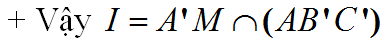 + Vậy I = A'M ∩ (AB'C')